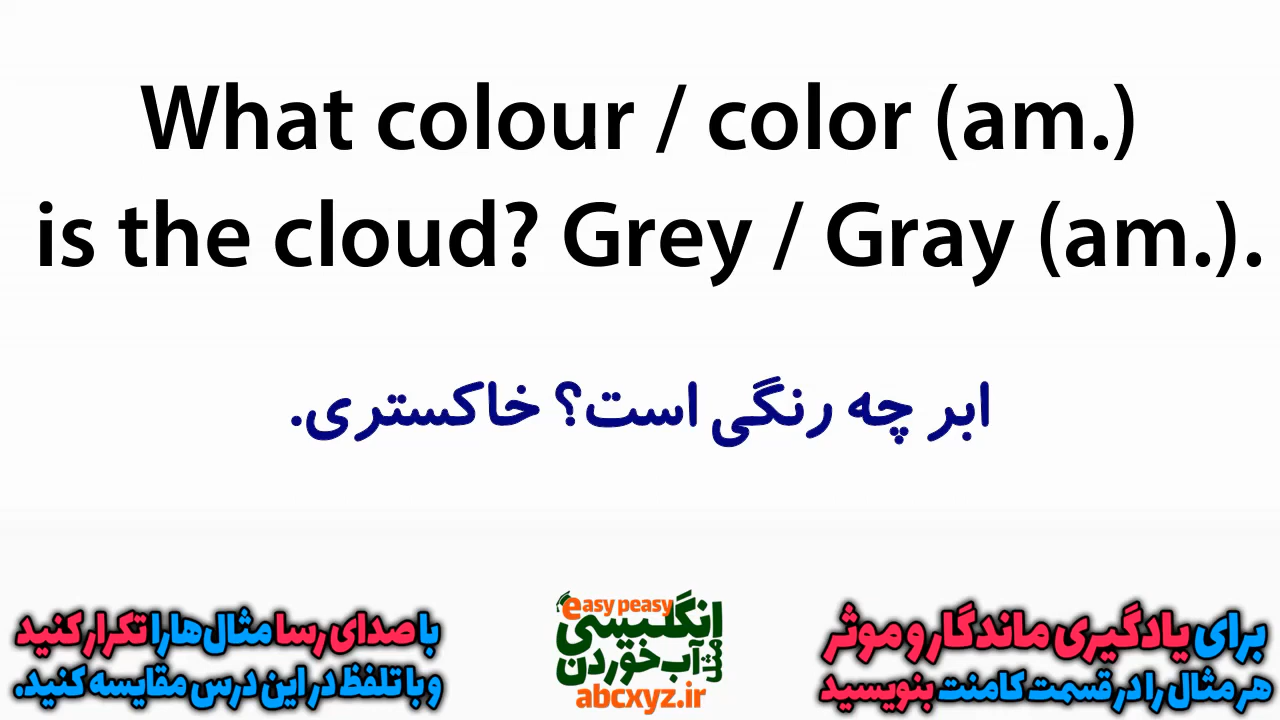 What colour / color (am.)
is the cloud? Grey / Gray (am.).
ابر چه رنگی است؟ خاکستری.
برای یادگیری ماندگار و موثر
هر مثال را در قسمت کامنت بنویسید
easy peasy
انگلیسی
مثل آب خوردن
abcxyz.ir
با صدای رسا مثال‌ها را تکرار کنید
و با تلفظ در این درس مقایسه کنید.